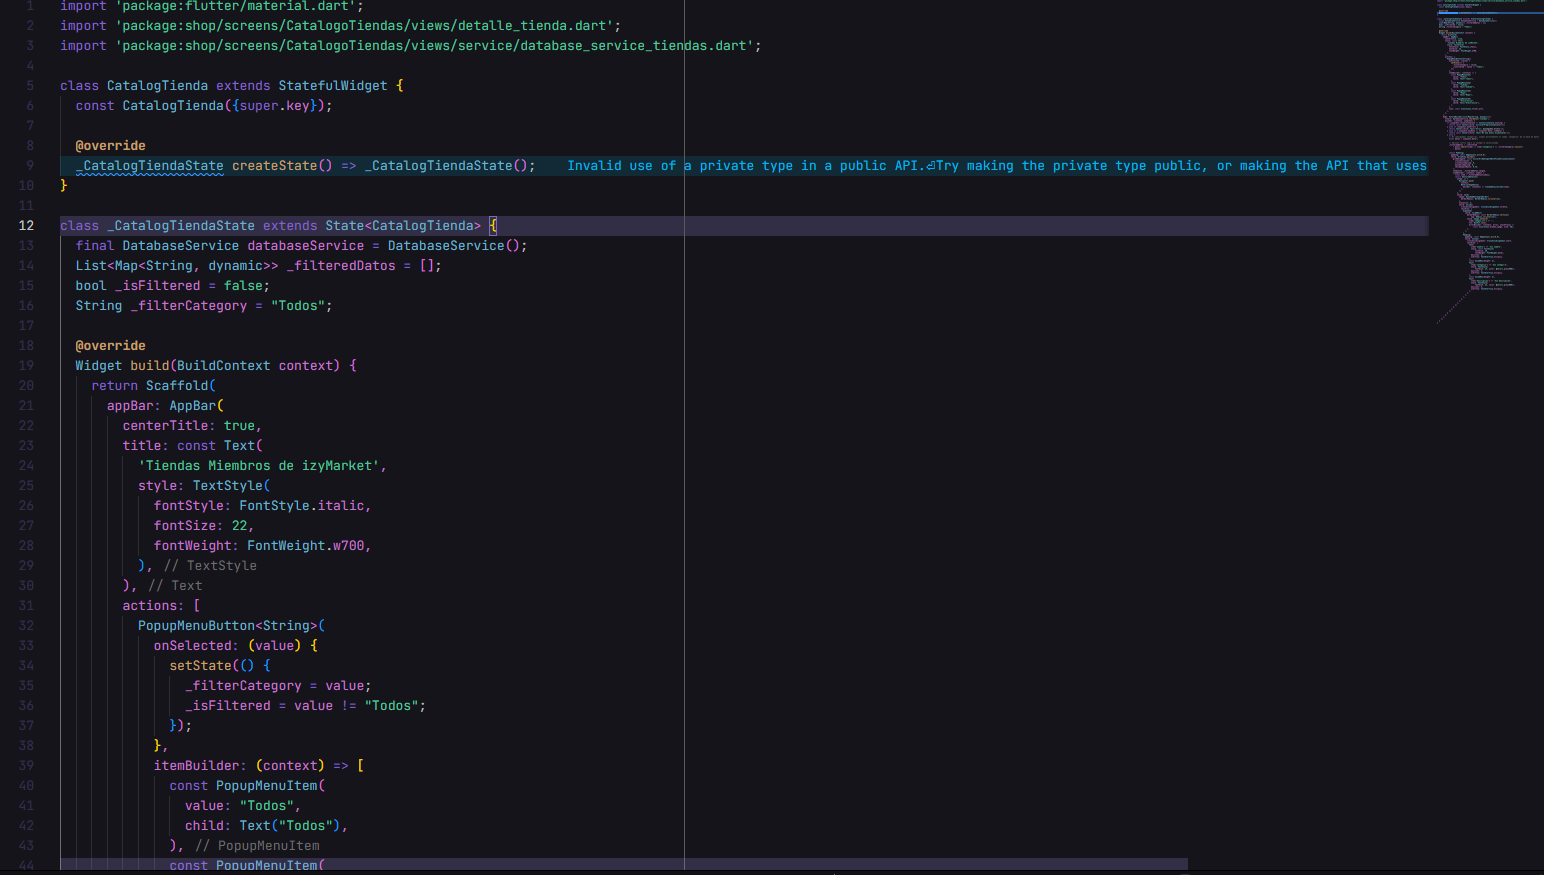 1 import 'package:flutter/material.dart';
2 import 'package:shop/screens/CatalogoTiendas/views/detalle_tienda.dart';
3 import 'package:shop/screens/CatalogoTiendas/views/service/database_service_tiendas.dart';
4
5 class CatalogTienda extends StatefulWidget {
6 const CatalogTienda({super.key});
7
8 @override
9 _CatalogTiendaState createState() => _CatalogTiendaState(); Invalid use of a private type in a public API.⏎Try making the private type public, or making the API that uses
10 }
11
12 class _CatalogTiendaState extends State<CatalogTienda> {
13 final DatabaseService databaseService = DatabaseService();
14 List<Map<String, dynamic>> _filteredDatos = [];
15 bool _isFiltered = false;
16 String _filterCategory = "Todos";
17
18 @override
19 Widget build(BuildContext context) {
20 return Scaffold(
21 appBar: AppBar(
22 centerTitle: true,
23 title: const Text(
24 'Tiendas Miembros de izyMarket',
25 style: TextStyle(
26 fontStyle: FontStyle.italic,
27 fontSize: 22,
28 fontWeight: FontWeight.w700,
29 ), // TextStyle
30 ), // Text
31 actions: [
32 PopupMenuButton<String>(
33 onSelected: (value) {
34 setState(() {
35 _filterCategory = value;
36 _isFiltered = value != "Todos";
37 });
38 },
39 itemBuilder: (context) => [
40 const PopupMenuItem(
41 value: "Todos",
42 child: Text("Todos"),
43 ), // PopupMenuItem
44 const PopupMenuItem(